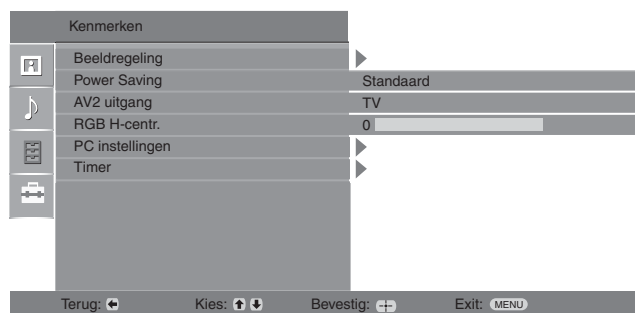 Kenmerken
Beeldregeling
Power Saving Standaard
AV2 uitgang TV
RGB H-centr. 0
PC instellingen
Timer
Terug: Kies: Bevestig: Exit: MENU